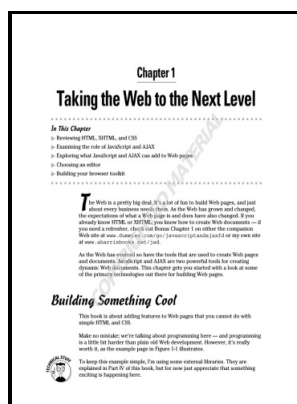 Chapter 1
Taking the Web to the Next Level
In This Chapter
▶ Reviewing HTML, XHTML, and CSS
▶ Examining the role of JavaScript and AJAX
▶ Exploring what JavaScript and AJAX can add to Web pages
▶ Choosing an editor
▶ Building your browser toolkit
The Web is a pretty big deal. It's a lot of fun to build Web pages, and just
about every business needs them. As the Web has grown and changed,
the expectations of what a Web page is and does have also changed. If you
already know HTML or XHTML, you know how to create Web documents — if
you need a refresher, check out Bonus Chapter 1 on either the companion
Web site at www.dummies.com/go/javascriptandajaxfd or my own site
at www.aharrisbooks.net/jad.
As the Web has evolved so have the tools that are used to create Web pages
and documents. JavaScript and AJAX are two powerful tools for creating
dynamic Web documents. This chapter gets you started with a look at some
of the primary technologies out there for building Web pages.
Building Something Cool
This book is about adding features to Web pages that you cannot do with
simple HTML and CSS.
Make no mistake: we're talking about programming here — and programming
is a little bit harder than plain old Web development. However, it's really
worth it, as the example page in Figure 1-1 illustrates.
TECHNICAL STUFF
To keep this example simple, I'm using some external libraries. They are
explained in Part IV of this book, but for now just appreciate that something
exciting is happening here.
COPYRIGHTED MATERIAL